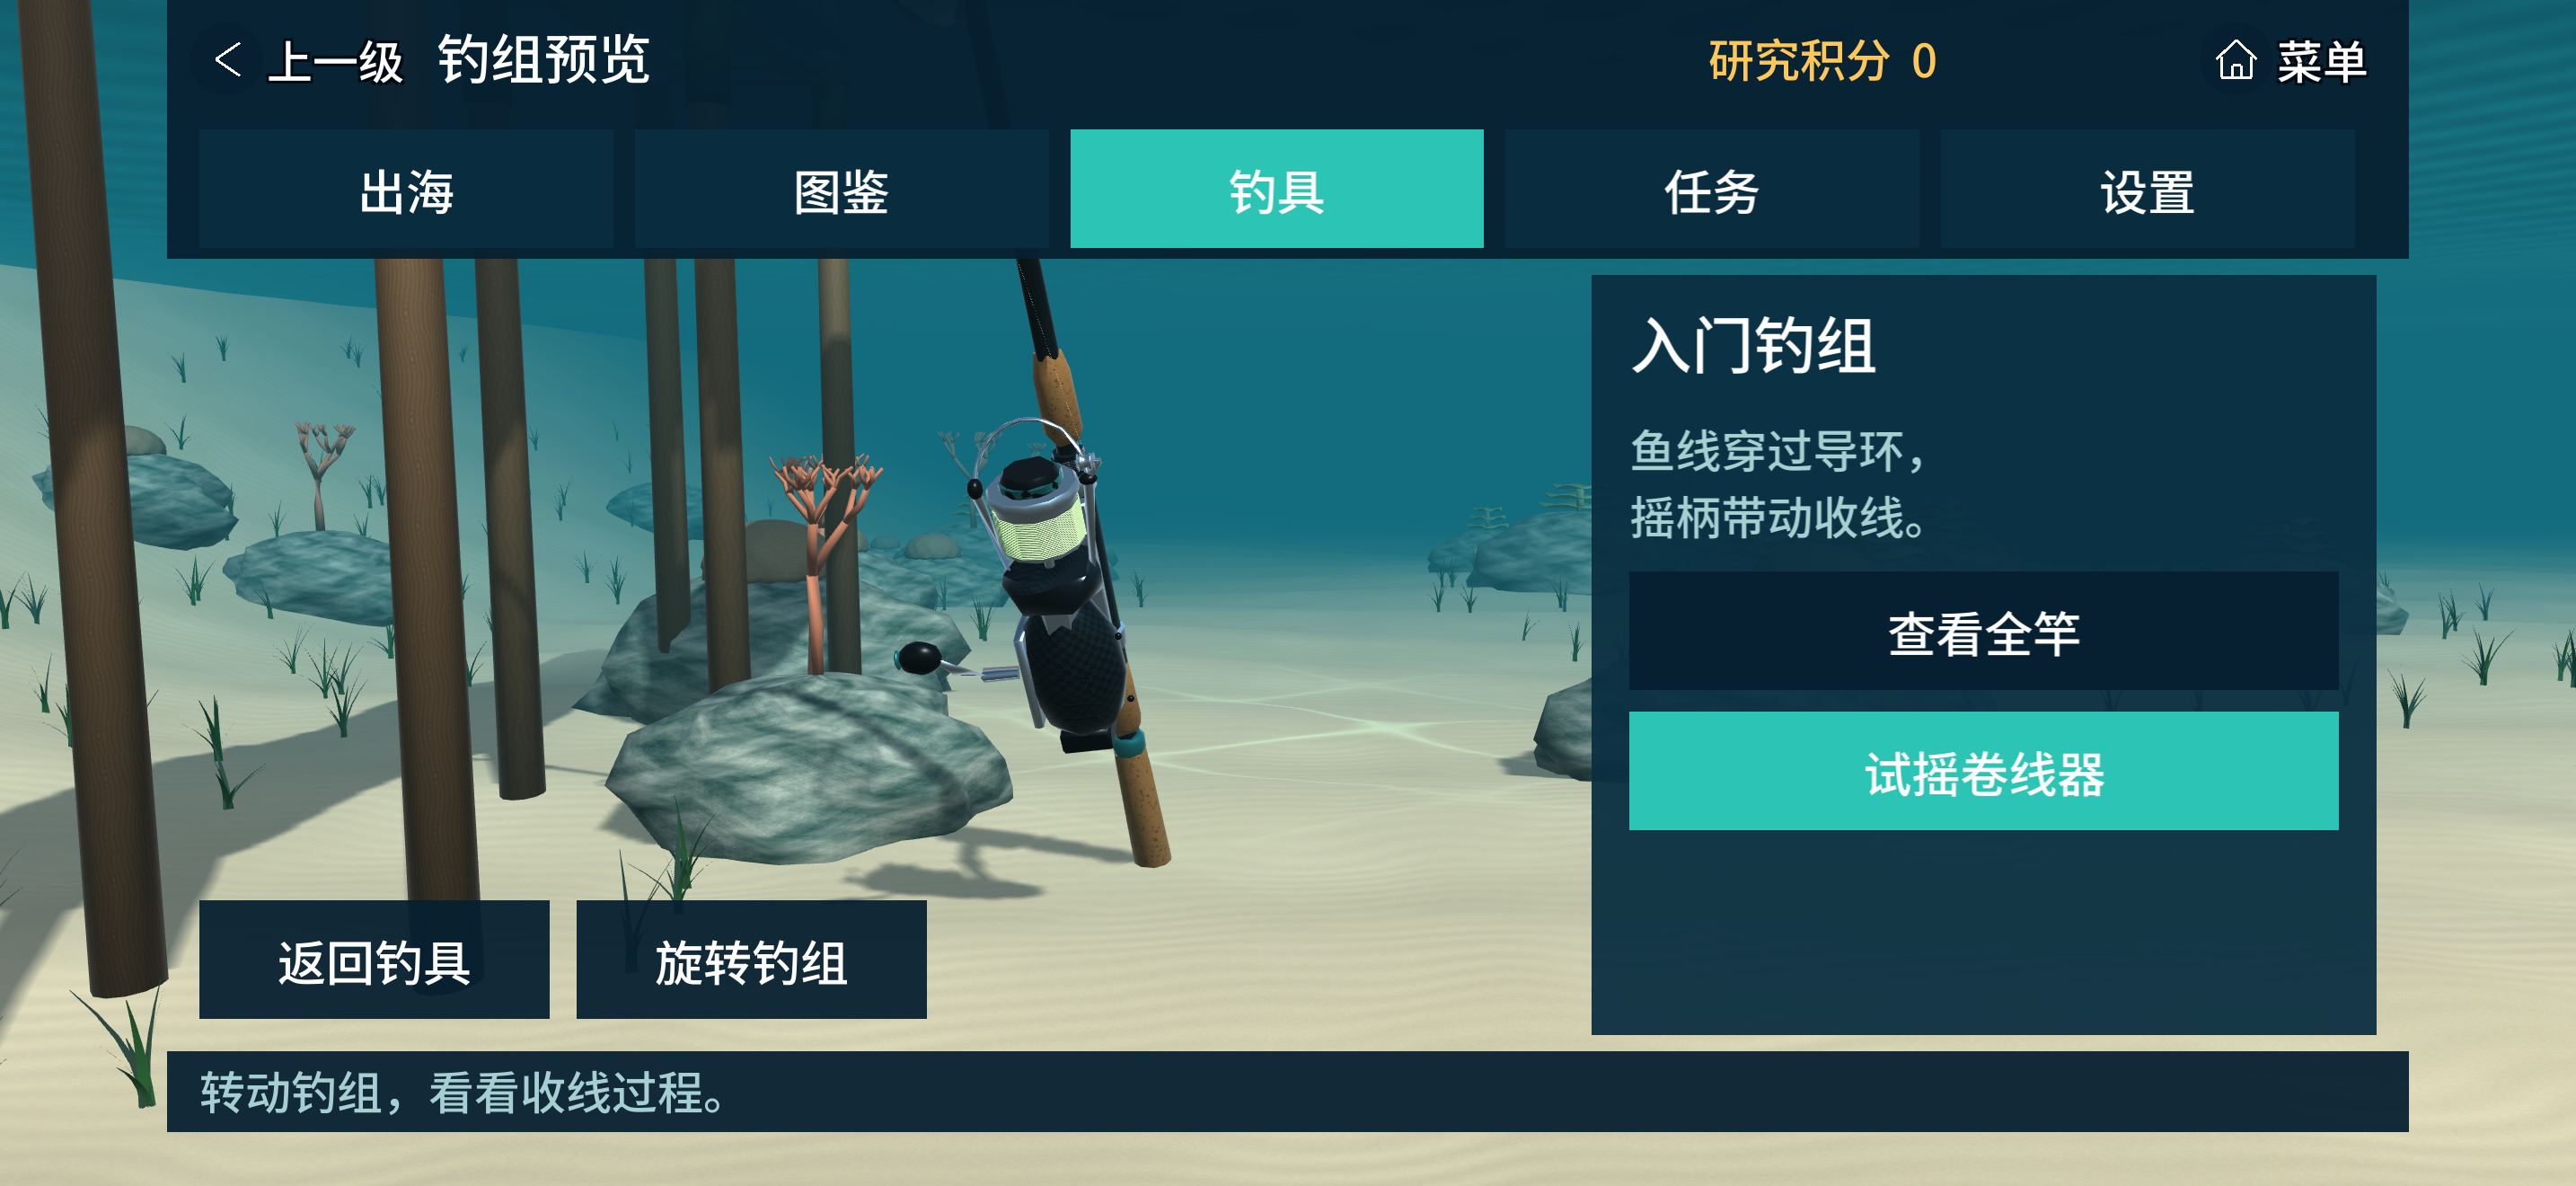 上一级 钓组预览 研究积分 0 菜单
出海 图鉴 钓具 任务 设置
入门钓组
鱼线穿过导环，
摇柄带动收线。
查看全竿
试摇卷线器
返回钓具 旋转钓组
转动钓组，看看收线过程。